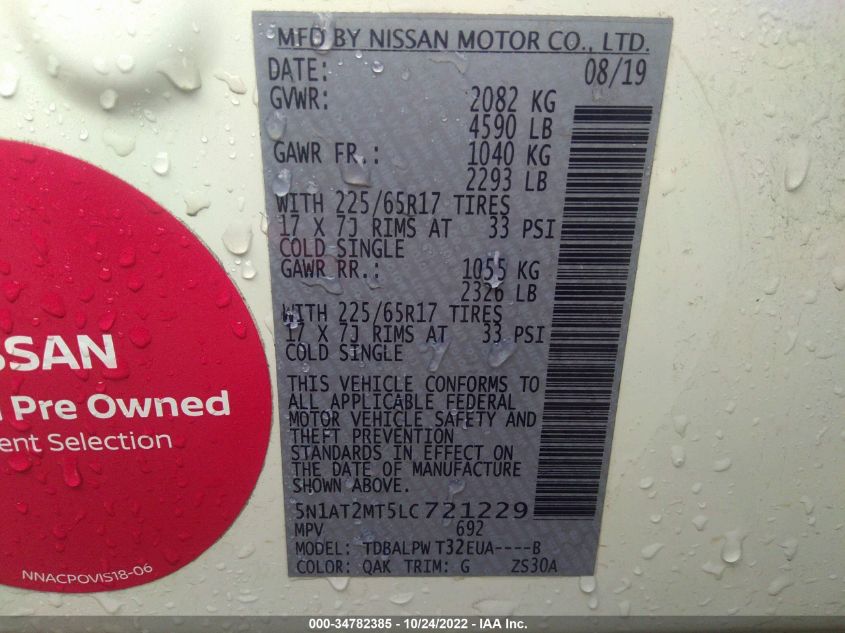 MFD BY NISSAN MOTOR CO., LTD.
DATE: 08/19
GVWR: 2082 KG
4590 LB
GAWR FR.: 1040 KG
2293 LB
WITH 225/65R17 TIRES
17 X 7J RIMS AT 33 PSI
COLD SINGLE
GAWR RR.: 1055 KG
2326 LB
WITH 225/65R17 TIRES
17 X 7J RIMS AT 33 PSI
COLD SINGLE
THIS VEHICLE CONFORMS TO
ALL APPLICABLE FEDERAL
MOTOR VEHICLE SAFETY AND
THEFT PREVENTION
STANDARDS IN EFFECT ON
THE DATE OF MANUFACTURE
SHOWN ABOVE.
5N1AT2MT5LC721229
MPV 692
MODEL: TDBALPW T32EUA----B
COLOR: QAK TRIM: G ZS30A
SSAN
Pre Owned
ent Selection
NNACPOVIS18-06
000-34782385 - 10/24/2022 - IAA Inc.